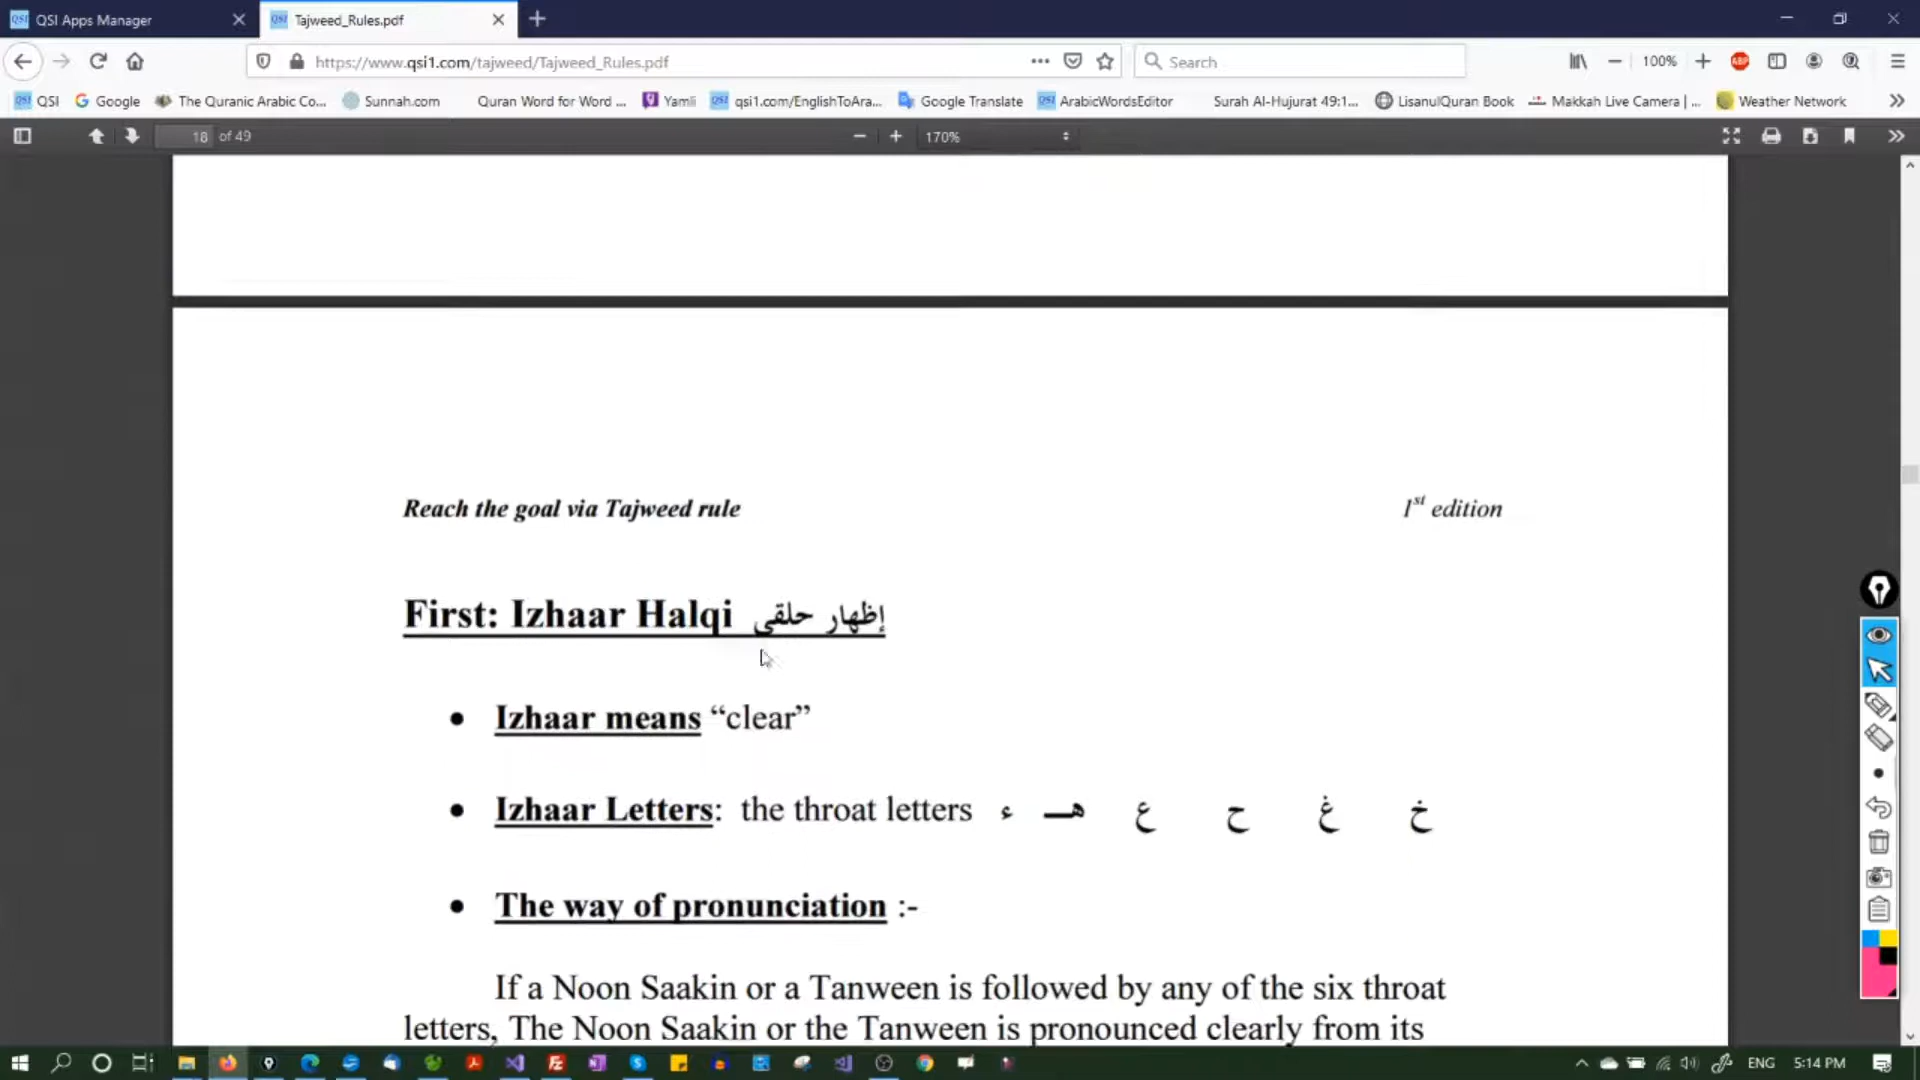 QSI Apps Manager
Tajweed_Rules.pdf
https://www.qsi1.com/tajweed/Tajweed_Rules.pdf
Search
100%
ABP
QSI
Google
The Quranic Arabic Co...
Sunnah.com
Quran Word for Word ...
Yamli
qsi1.com/EnglishToAra...
Google Translate
ArabicWordsEditor
Surah Al-Hujurat 49:1...
LisanulQuran Book
Makkah Live Camera | ...
Weather Network
18 of 49
170%
Reach the goal via Tajweed rule
1st edition
First: Izhaar Halqi إظهار حلقى
• Izhaar means “clear”
• Izhaar Letters: the throat letters ء هـ ع ح غ خ
• The way of pronunciation :-
If a Noon Saakin or a Tanween is followed by any of the six throat
letters, The Noon Saakin or the Tanween is pronounced clearly from its
ENG
5:14 PM